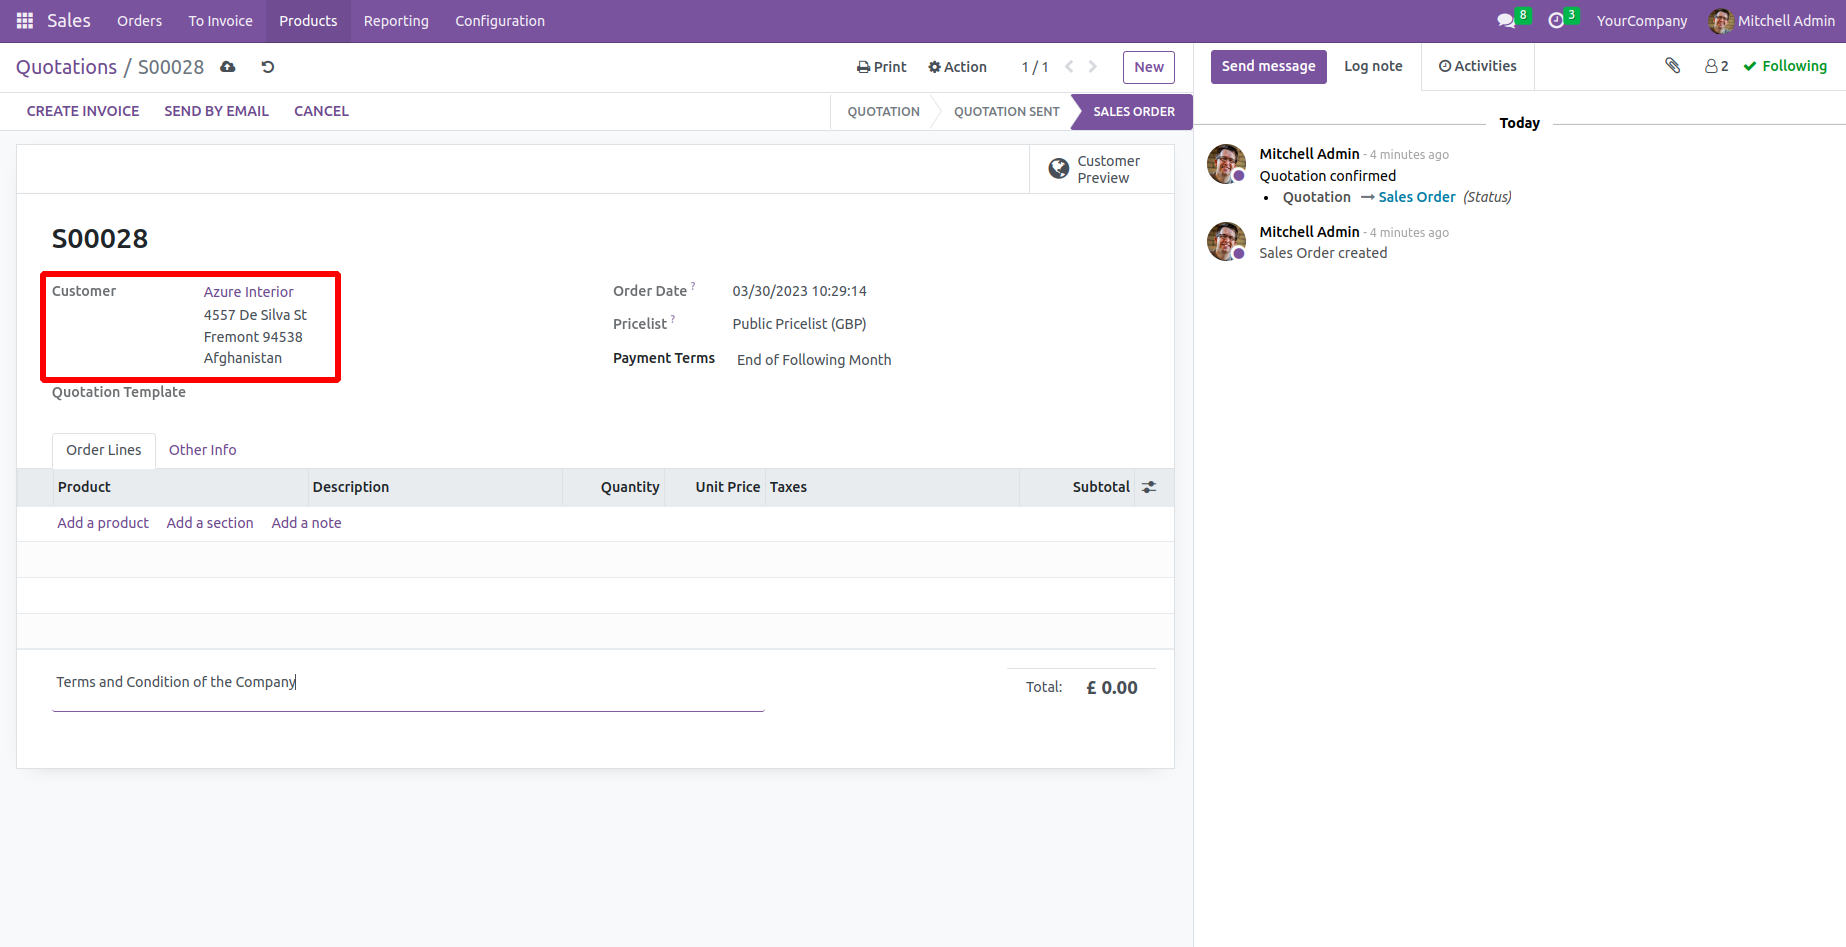 Sales Orders To Invoice Products Reporting Configuration 8 3 YourCompany Mitchell Admin
Quotations / S00028 Print Action 1 / 1 New
Send message Log note Activities 2 Following
CREATE INVOICE SEND BY EMAIL CANCEL QUOTATION QUOTATION SENT SALES ORDER
Customer
Preview
S00028
Customer Azure Interior
4557 De Silva St
Fremont 94538
Afghanistan
Quotation Template
Order Date ? 03/30/2023 10:29:14
Pricelist ? Public Pricelist (GBP)
Payment Terms End of Following Month
Order Lines Other Info
Product Description Quantity Unit Price Taxes Subtotal
Add a product Add a section Add a note
Terms and Condition of the Company
Total: £ 0.00
Today
Mitchell Admin - 4 minutes ago
Quotation confirmed
• Quotation → Sales Order (Status)
Mitchell Admin - 4 minutes ago
Sales Order created